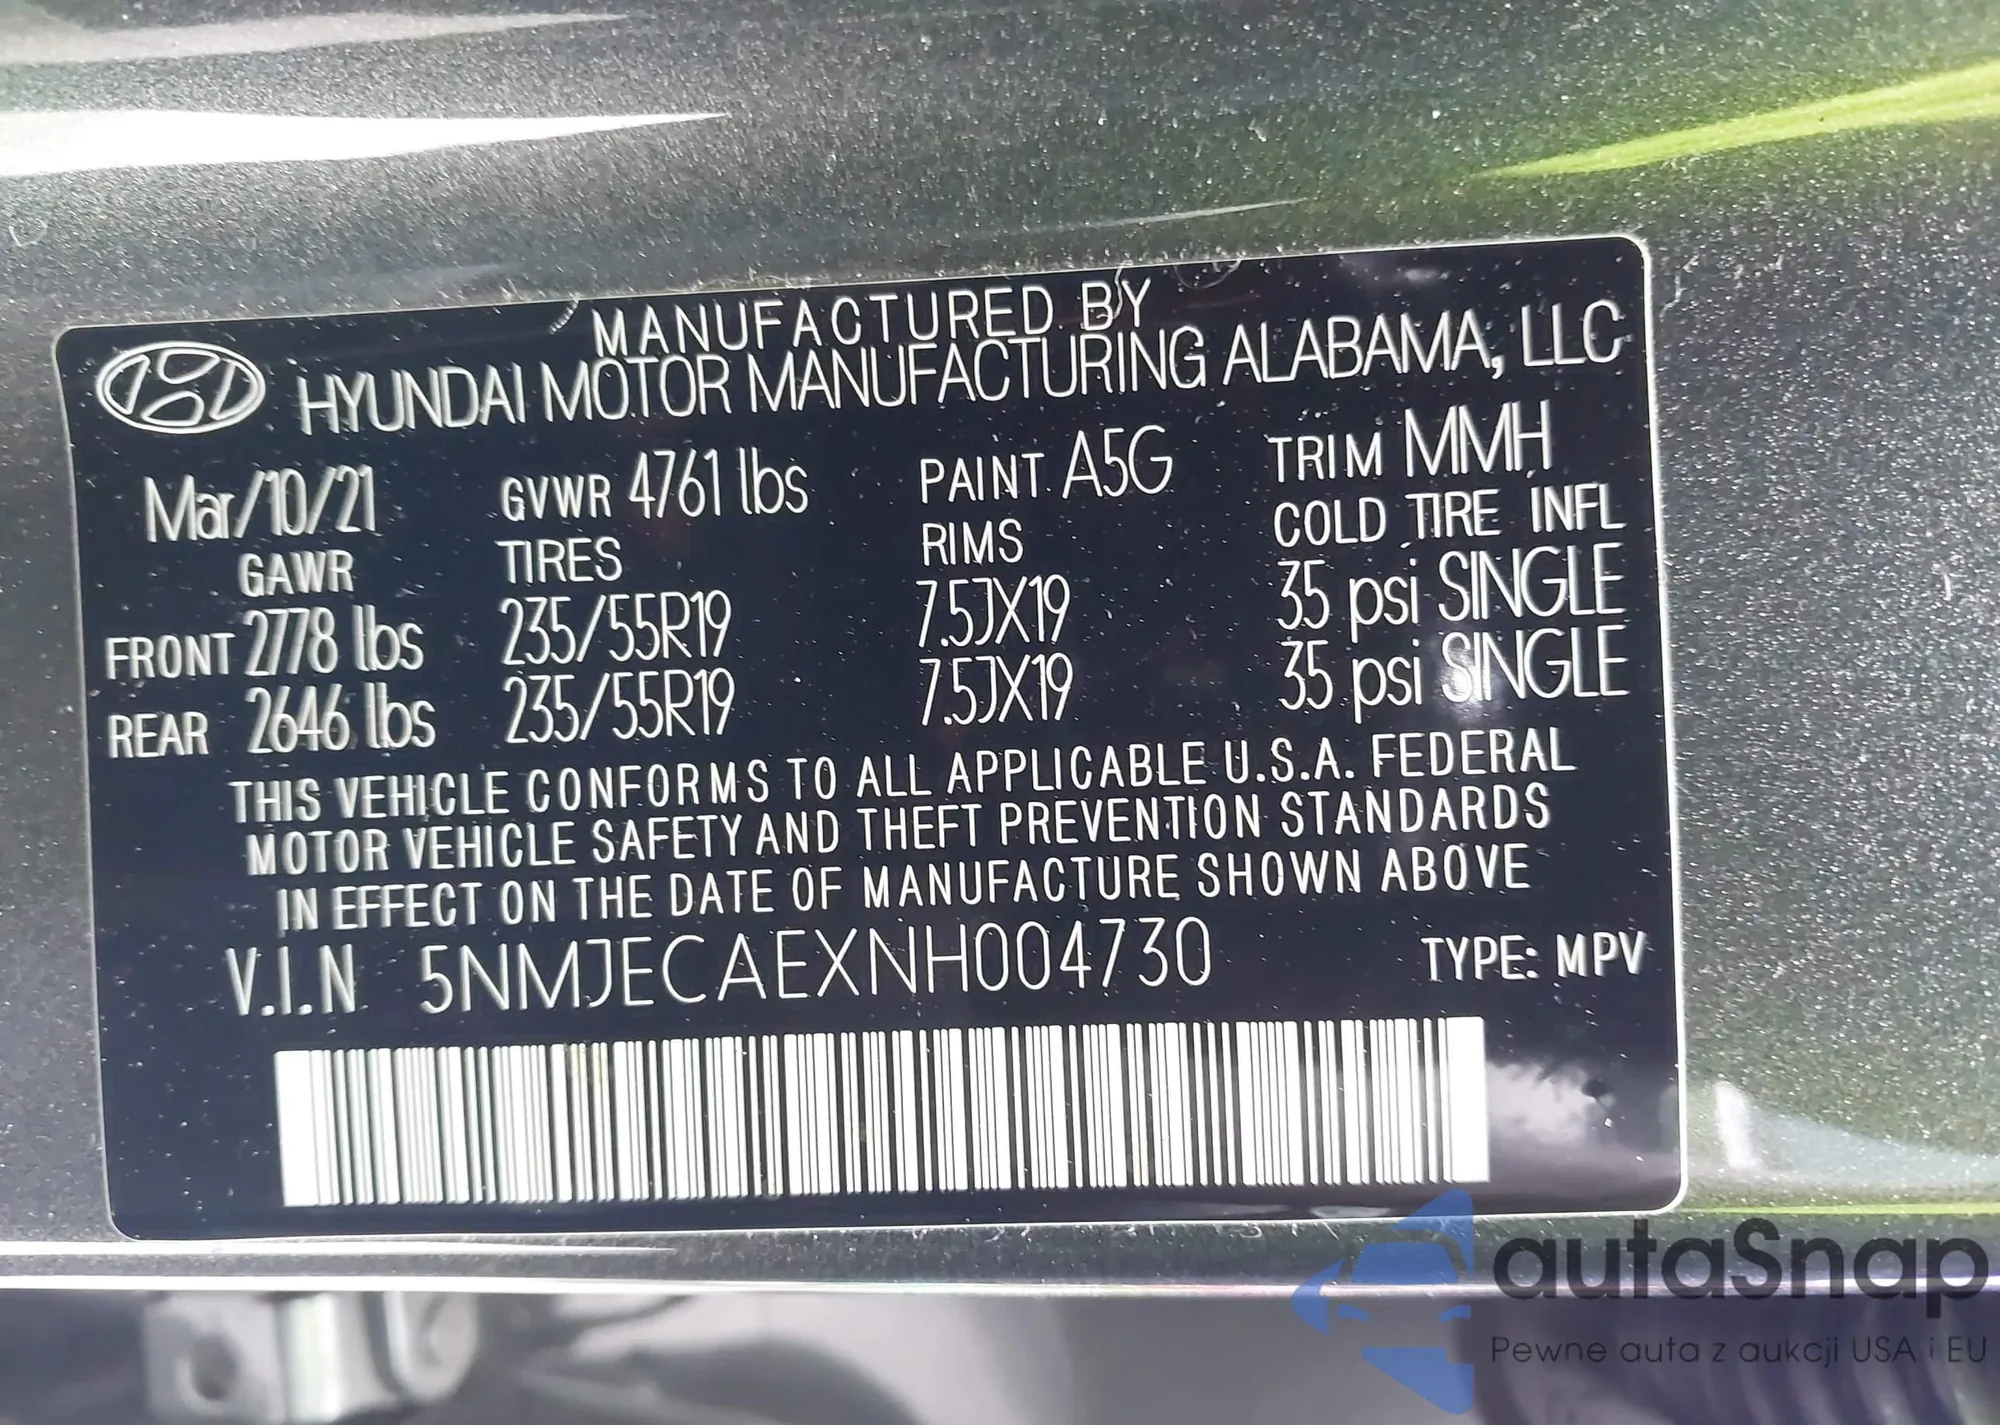 MANUFACTURED BY
HYUNDAI MOTOR MANUFACTURING ALABAMA, LLC
Mar/10/21 GVWR 4761 lbs PAINT A5G TRIM MMH
GAWR TIRES RIMS COLD TIRE INFL
FRONT 2778 lbs 235/55R19 7.5JX19 35 psi SINGLE
REAR 2646 lbs 235/55R19 7.5JX19 35 psi SINGLE
THIS VEHICLE CONFORMS TO ALL APPLICABLE U.S.A. FEDERAL
MOTOR VEHICLE SAFETY AND THEFT PREVENTION STANDARDS
IN EFFECT ON THE DATE OF MANUFACTURE SHOWN ABOVE
V.I.N 5NMJECAEXNH004730 TYPE: MPV
autaSnap
Pewne auta z aukcji USA i EU